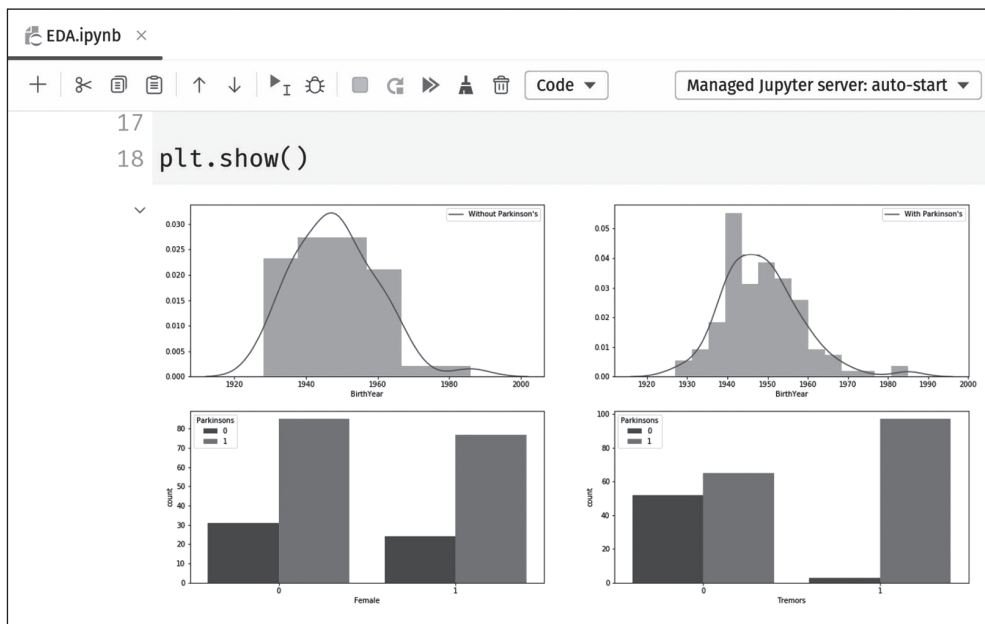 EDA.ipynb ×
Code
Managed Jupyter server: auto-start
17
18 plt.show()
Without Parkinson's
0.030
0.025
0.020
0.015
0.010
0.005
0.000
1920 1940 1960 1980 2000
BirthYear
With Parkinson's
0.05
0.04
0.03
0.02
0.01
0.00
1920 1930 1940 1950 1960 1970 1980 1990 2000
BirthYear
Parkinsons
0
1
80
70
60
50
40
30
20
10
0
count
0 1
Female
Parkinsons
0
1
100
80
60
40
20
0
count
0 1
Tremors